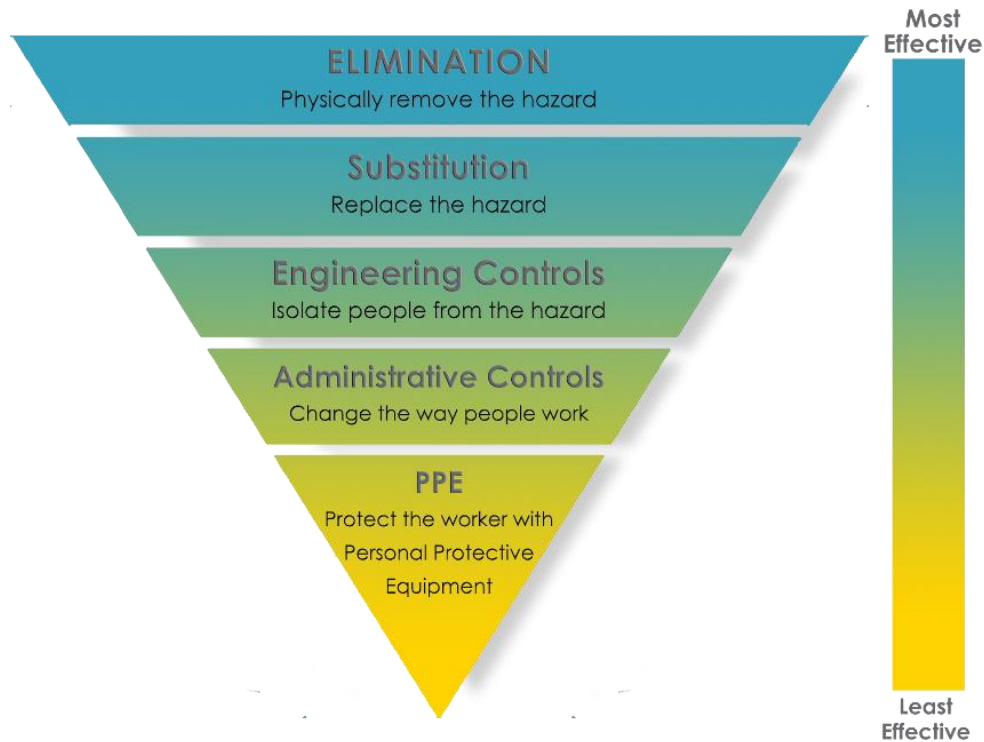 Most
Effective
ELIMINATION
Physically remove the hazard
Substitution
Replace the hazard
Engineering Controls
Isolate people from the hazard
Administrative Controls
Change the way people work
PPE
Protect the worker with
Personal Protective
Equipment
Least
Effective